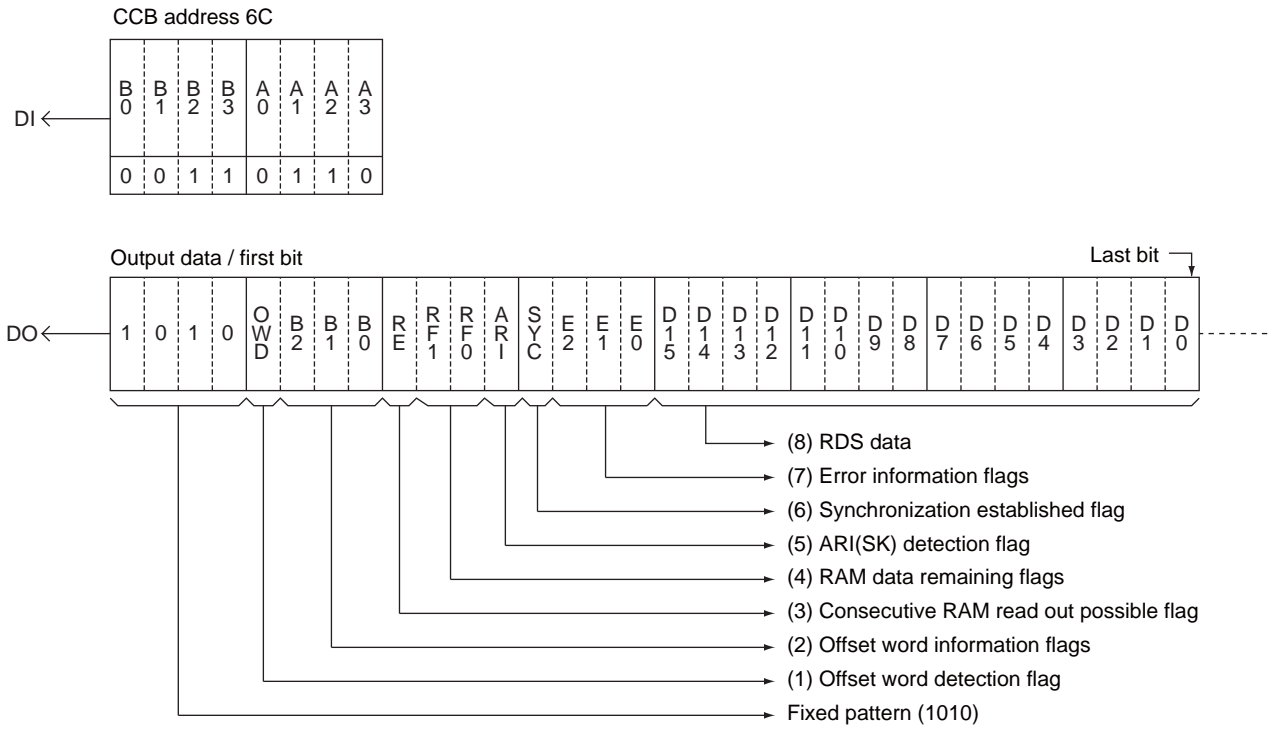 CCB address 6C
DI B0 B1 B2 B3 A0 A1 A2 A3
0 0 1 1 0 1 1 0
Output data / first bit Last bit
DO 1 0 1 0 OWD B2 B1 B0 RE RF1 RF0 ARI SYC E2 E1 E0 D15 D14 D13 D12 D11 D10 D9 D8 D7 D6 D5 D4 D3 D2 D1 D0
(8) RDS data
(7) Error information flags
(6) Synchronization established flag
(5) ARI(SK) detection flag
(4) RAM data remaining flags
(3) Consecutive RAM read out possible flag
(2) Offset word information flags
(1) Offset word detection flag
Fixed pattern (1010)